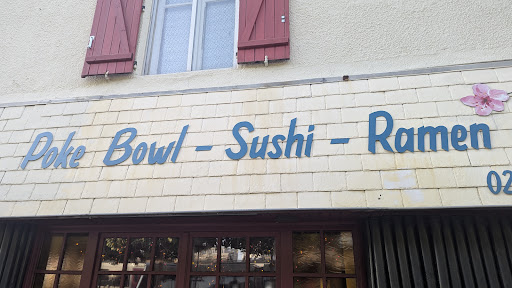 Poke Bowl - Sushi - Ramen
02